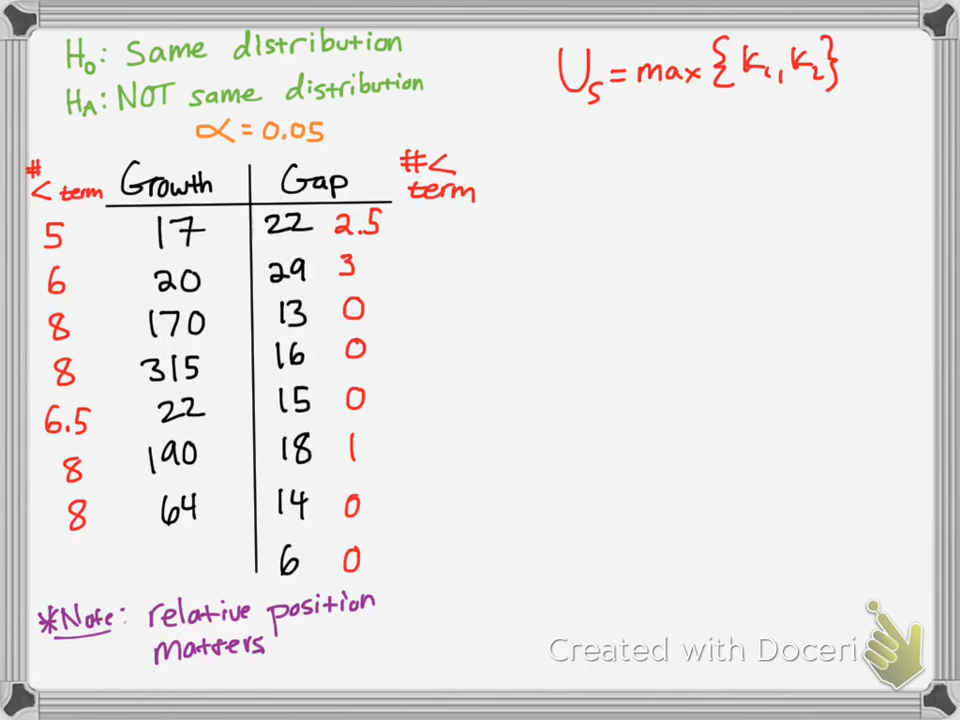 H₀: Same distribution
Hₐ: NOT same distribution
α = 0.05
Uₛ = max {K₁, K₂}
# < term Growth Gap # < term
5 17 22 2.5
6 20 29 3
8 170 13 0
8 315 16 0
6.5 22 15 0
8 190 18 1
8 64 14 0
6 0
*Note: relative position
matters
Created with Doceri